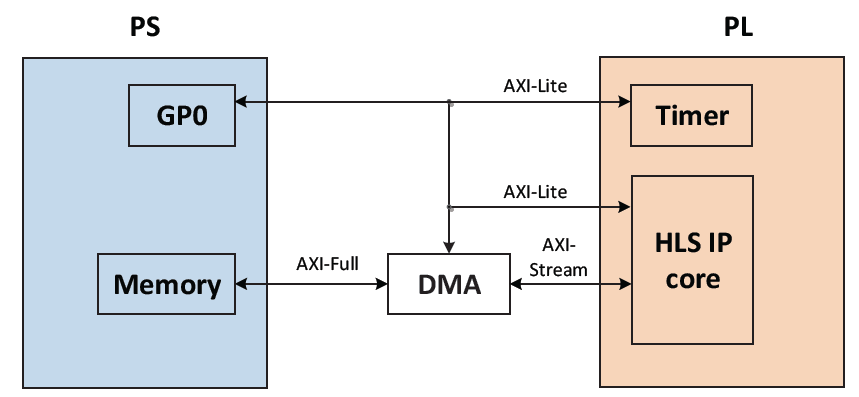 PS
PL
AXI-Lite
GP0
Timer
AXI-Lite
HLS IP
core
AXI-Full
AXI-
Stream
Memory
DMA